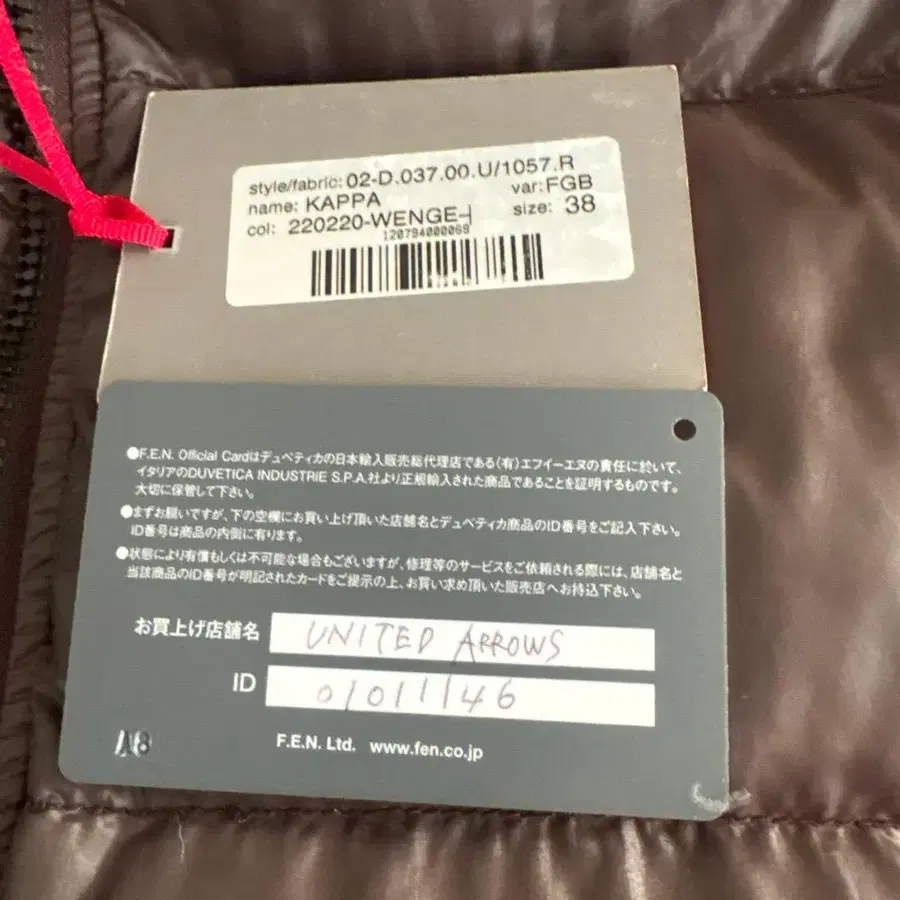 style/fabric: 02-D.037.00.U/1057.R
name: KAPPA var: FGB
col: 220220-WENGE-| size: 38
120794000069
●F.E.N. Official Cardはデュベティカの日本輸入販売総代理店である(有)エフイーエヌの責任に於いて、
イタリアのDUVETICA INDUSTRIE S.P.A.社より正規輸入された商品であることを証明するものです。
大切に保管して下さい。
●まずお願いですが、下の空欄にお買い上げ頂いた店舗名とデュベティカ商品のID番号をご記入下さい。
ID番号は商品の内側に有ります。
●状態により有償もしくは不可能な場合もございますが、修理等のサービスをご依頼される際には、店舗名と
当該商品のID番号が明記されたカードをご提示の上、お買い求め頂いた販売店へお持込下さい。
お買上げ店舗名 UNITED ARROWS
ID 01011146
F.E.N. Ltd. www.fen.co.jp